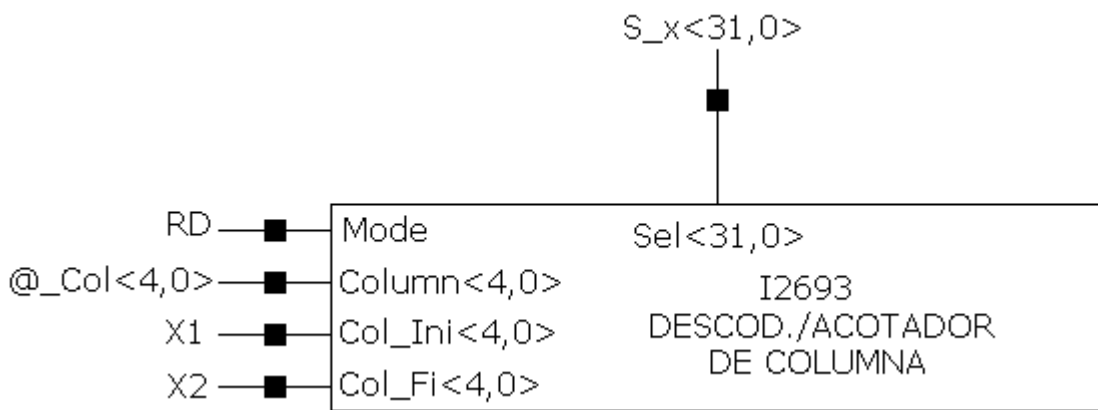 S_x<31,0>
RD Mode Sel<31,0>
@_Col<4,0> Column<4,0> I2693
X1 Col_Ini<4,0> DESCOD./ACOTADOR
X2 Col_Fi<4,0> DE COLUMNA